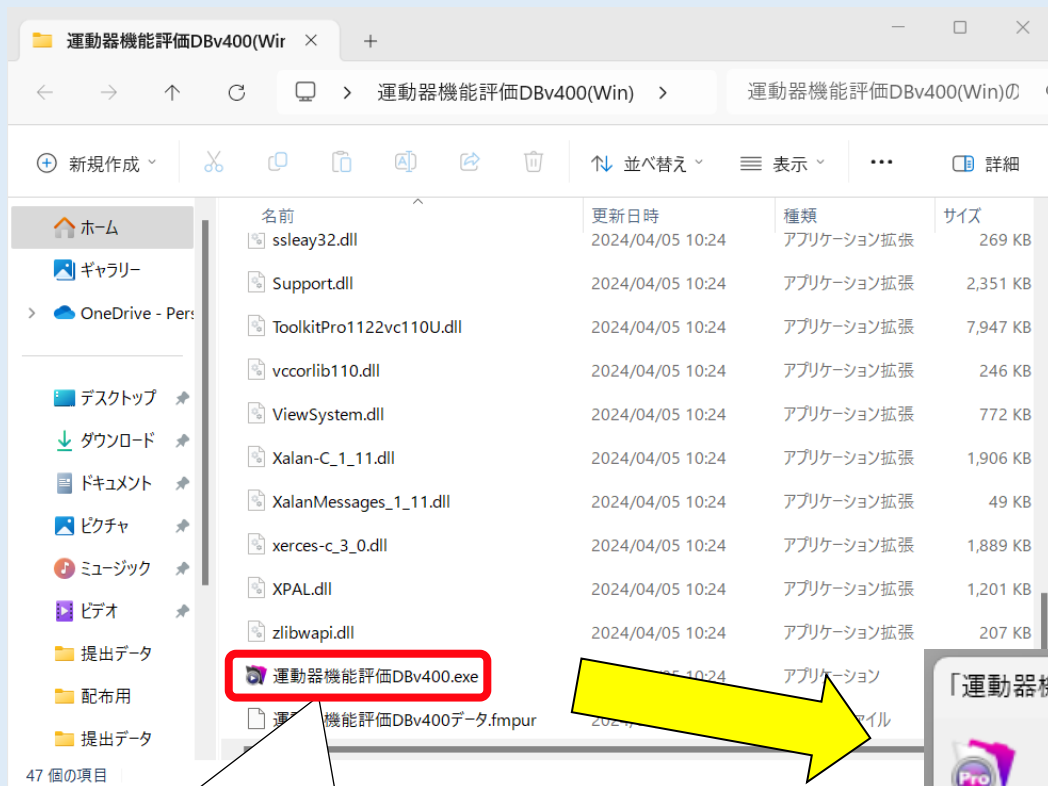 運動器機能評価DBv400(Wir
運動器機能評価DBv400(Win)
運動器機能評価DBv400(Win)の
新規作成
並べ替え
表示
詳細
名前 更新日時 種類 サイズ
ホーム
ギャラリー
OneDrive - Pers
デスクトップ
ダウンロード
ドキュメント
ピクチャ
ミュージック
ビデオ
提出データ
配布用
提出データ
ssleay32.dll 2024/04/05 10:24 アプリケーション拡張 269 KB
Support.dll 2024/04/05 10:24 アプリケーション拡張 2,351 KB
ToolkitPro1122vc110U.dll 2024/04/05 10:24 アプリケーション拡張 7,947 KB
vccorlib110.dll 2024/04/05 10:24 アプリケーション拡張 246 KB
ViewSystem.dll 2024/04/05 10:24 アプリケーション拡張 772 KB
Xalan-C_1_11.dll 2024/04/05 10:24 アプリケーション拡張 1,906 KB
XalanMessages_1_11.dll 2024/04/05 10:24 アプリケーション拡張 49 KB
xerces-c_3_0.dll 2024/04/05 10:24 アプリケーション拡張 1,889 KB
XPAL.dll 2024/04/05 10:24 アプリケーション拡張 1,201 KB
zlibwapi.dll 2024/04/05 10:24 アプリケーション拡張 207 KB
運動器機能評価DBv400.exe 10:24 アプリケーション
機能評価DBv400データ.fmpur イル
「運動器機
Pro
47 個の項目